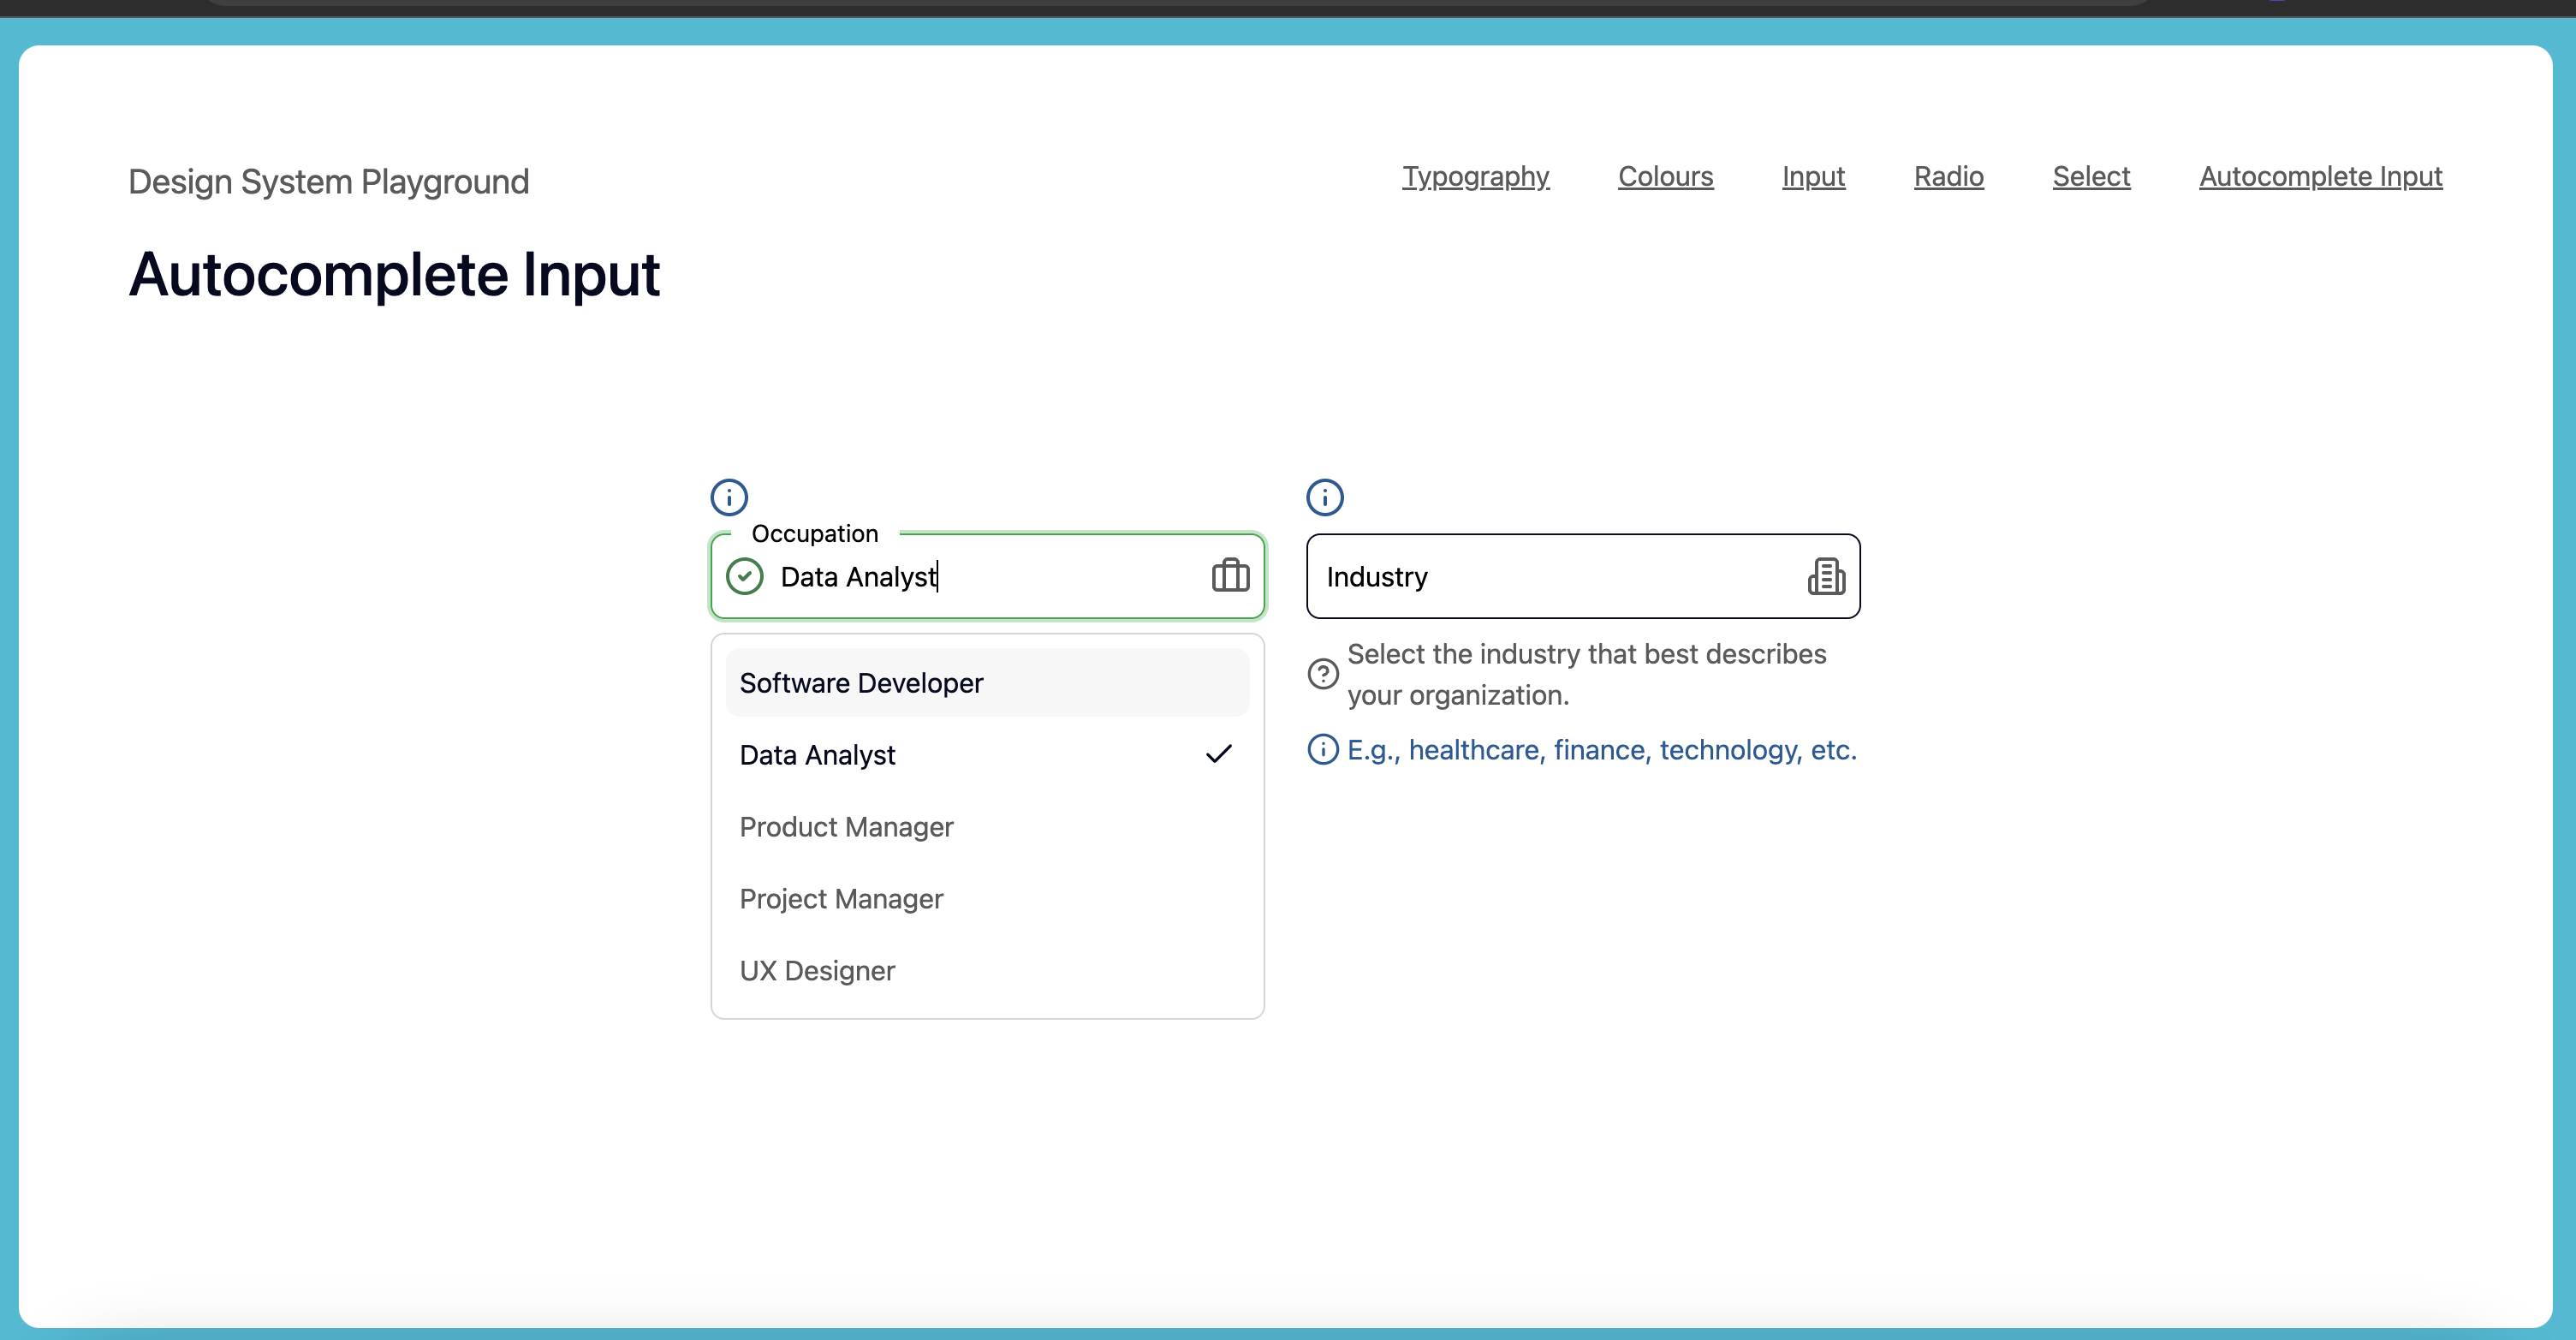 Design System Playground
Typography Colours Input Radio Select Autocomplete Input
Autocomplete Input
Occupation
Data Analyst
Software Developer
Data Analyst
Product Manager
Project Manager
UX Designer
Industry
Select the industry that best describes
your organization.
E.g., healthcare, finance, technology, etc.